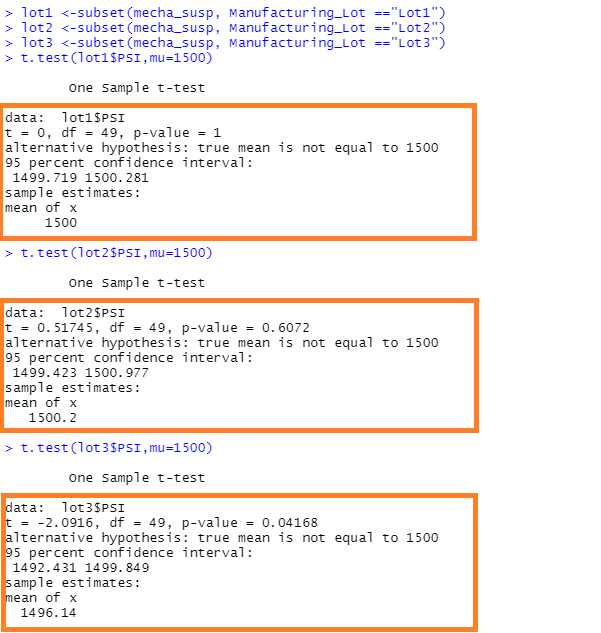 > lot1 <-subset(mecha_susp, Manufacturing_Lot =="Lot1")
> lot2 <-subset(mecha_susp, Manufacturing_Lot =="Lot2")
> lot3 <-subset(mecha_susp, Manufacturing_Lot =="Lot3")
> t.test(lot1$PSI,mu=1500)
One Sample t-test
data:  lot1$PSI
t = 0, df = 49, p-value = 1
alternative hypothesis: true mean is not equal to 1500
95 percent confidence interval:
 1499.719 1500.281
sample estimates:
mean of x
     1500
> t.test(lot2$PSI,mu=1500)
One Sample t-test
data:  lot2$PSI
t = 0.51745, df = 49, p-value = 0.6072
alternative hypothesis: true mean is not equal to 1500
95 percent confidence interval:
 1499.423 1500.977
sample estimates:
mean of x
   1500.2
> t.test(lot3$PSI,mu=1500)
One Sample t-test
data:  lot3$PSI
t = -2.0916, df = 49, p-value = 0.04168
alternative hypothesis: true mean is not equal to 1500
95 percent confidence interval:
 1492.431 1499.849
sample estimates:
mean of x
  1496.14